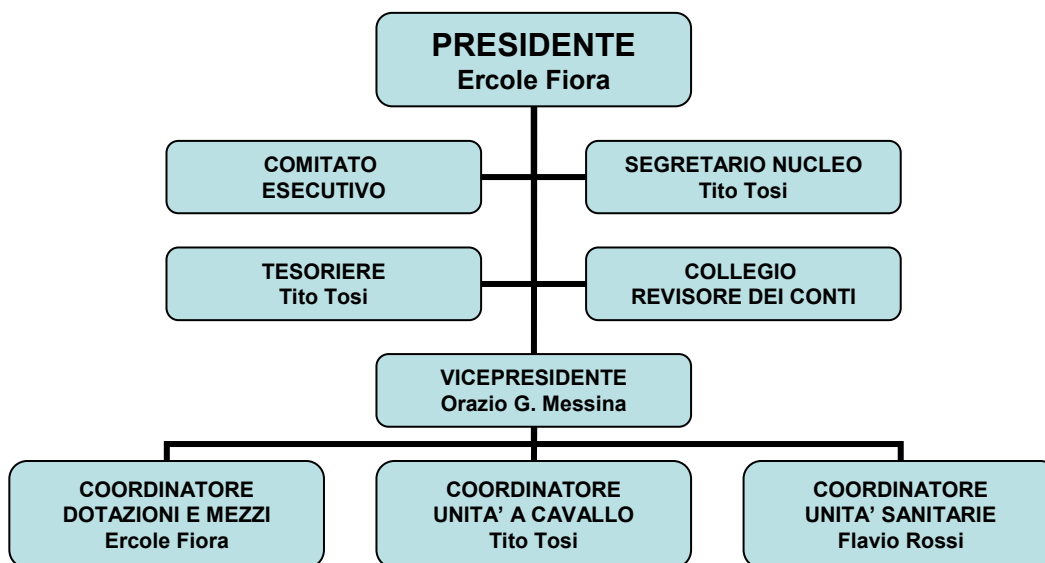 PRESIDENTE
Ercole Fiora
COMITATO
ESECUTIVO
SEGRETARIO NUCLEO
Tito Tosi
TESORIERE
Tito Tosi
COLLEGIO
REVISORE DEI CONTI
VICEPRESIDENTE
Orazio G. Messina
COORDINATORE
DOTAZIONI E MEZZI
Ercole Fiora
COORDINATORE
UNITA’ A CAVALLO
Tito Tosi
COORDINATORE
UNITA’ SANITARIE
Flavio Rossi